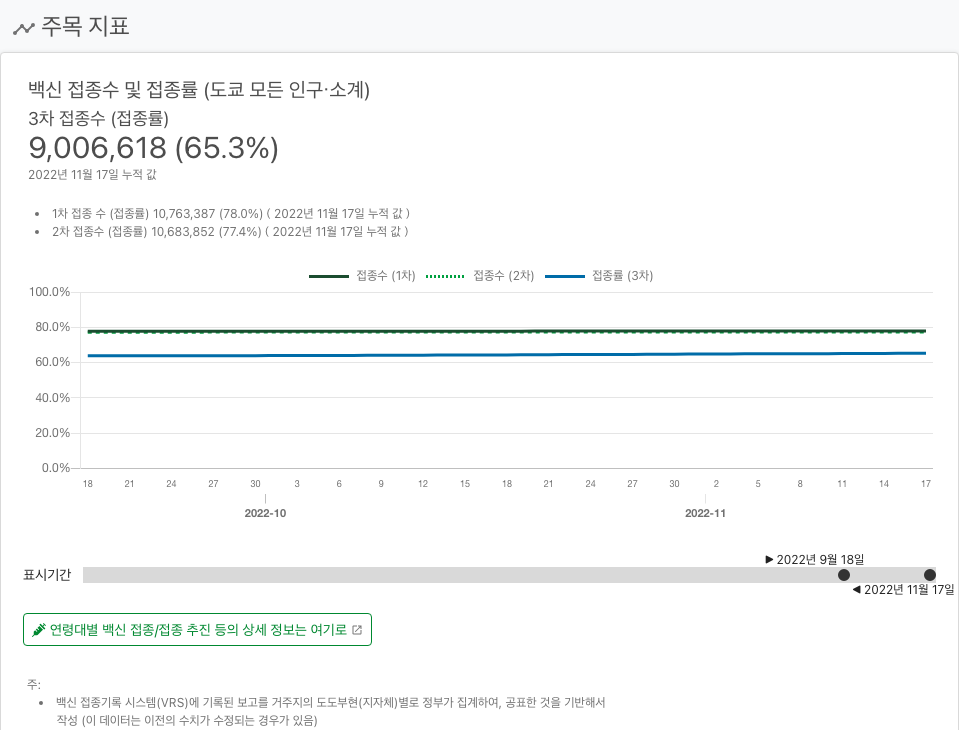 주목 지표
백신 접종수 및 접종률 (도쿄 모든 인구·소계)
3차 접종수 (접종률)
9,006,618 (65.3%)
2022년 11월 17일 누적 값
• 1차 접종 수 (접종률) 10,763,387 (78.0%) ( 2022년 11월 17일 누적 값 )
• 2차 접종수 (접종률) 10,683,852 (77.4%) ( 2022년 11월 17일 누적 값 )
접종수 (1차) 접종수 (2차) 접종률 (3차)
100.0%
80.0%
60.0%
40.0%
20.0%
0.0%
18 21 24 27 30 3 6 9 12 15 18 21 24 27 30 2 5 8 11 14 17
2022-10 2022-11
▶ 2022년 9월 18일
표시기간
◀ 2022년 11월 17일
연령대별 백신 접종/접종 추진 등의 상세 정보는 여기로
주:
• 백신 접종기록 시스템(VRS)에 기록된 보고를 거주지의 도도부현(지자체)별로 정부가 집계하여, 공표한 것을 기반해서
작성 (이 데이터는 이전의 수치가 수정되는 경우가 있음)